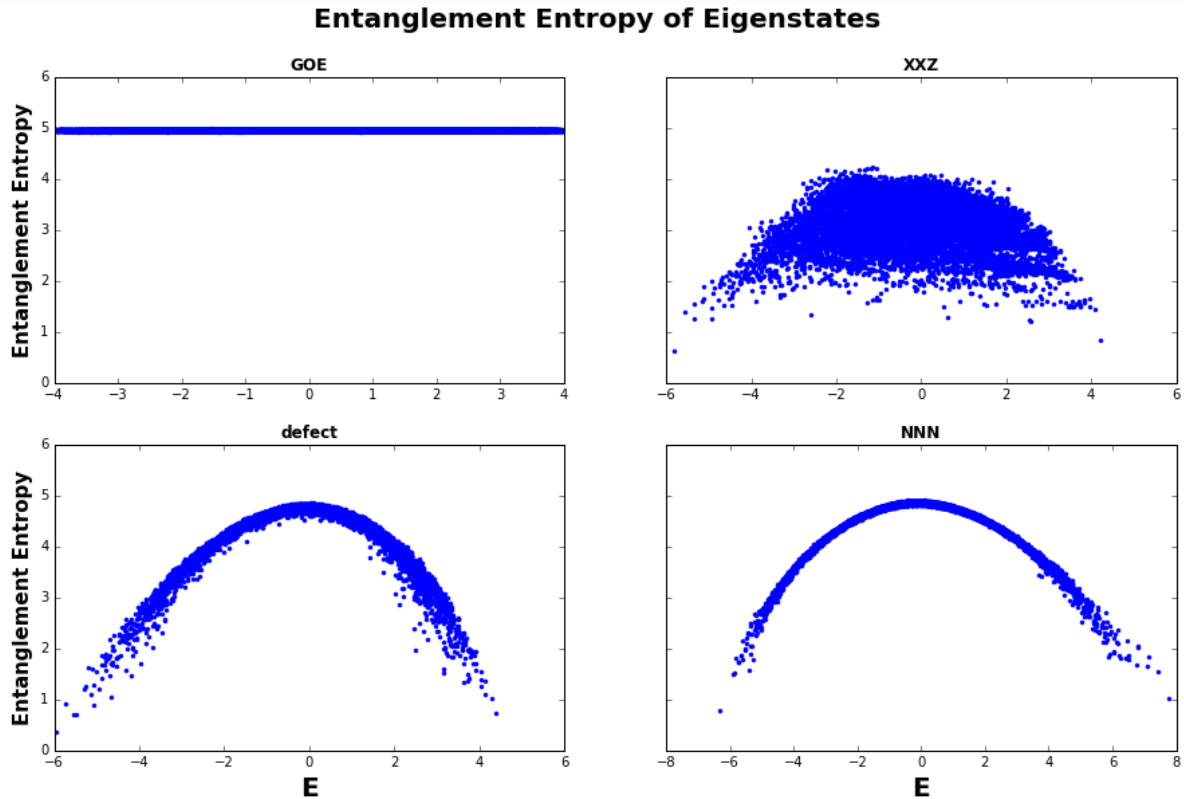 Entanglement Entropy of Eigenstates
GOE
Entanglement Entropy
6
5
4
3
2
1
0
−4 −3 −2 −1 0 1 2 3 4
XXZ
−6 −4 −2 0 2 4 6
defect
Entanglement Entropy
6
5
4
3
2
1
0
−6 −4 −2 0 2 4 6
E
NNN
−8 −6 −4 −2 0 2 4 6 8
E